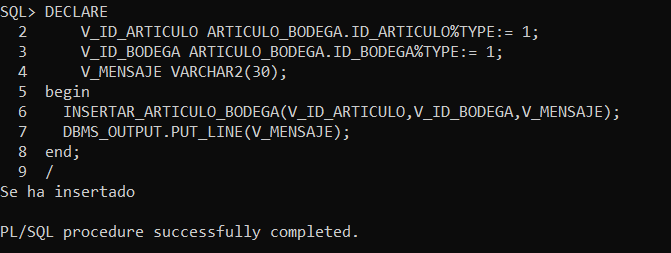 SQL> DECLARE
  2      V_ID_ARTICULO ARTICULO_BODEGA.ID_ARTICULO%TYPE:= 1;
  3      V_ID_BODEGA ARTICULO_BODEGA.ID_BODEGA%TYPE:= 1;
  4      V_MENSAJE VARCHAR2(30);
  5  begin
  6    INSERTAR_ARTICULO_BODEGA(V_ID_ARTICULO,V_ID_BODEGA,V_MENSAJE);
  7    DBMS_OUTPUT.PUT_LINE(V_MENSAJE);
  8  end;
  9  /
Se ha insertado
PL/SQL procedure successfully completed.